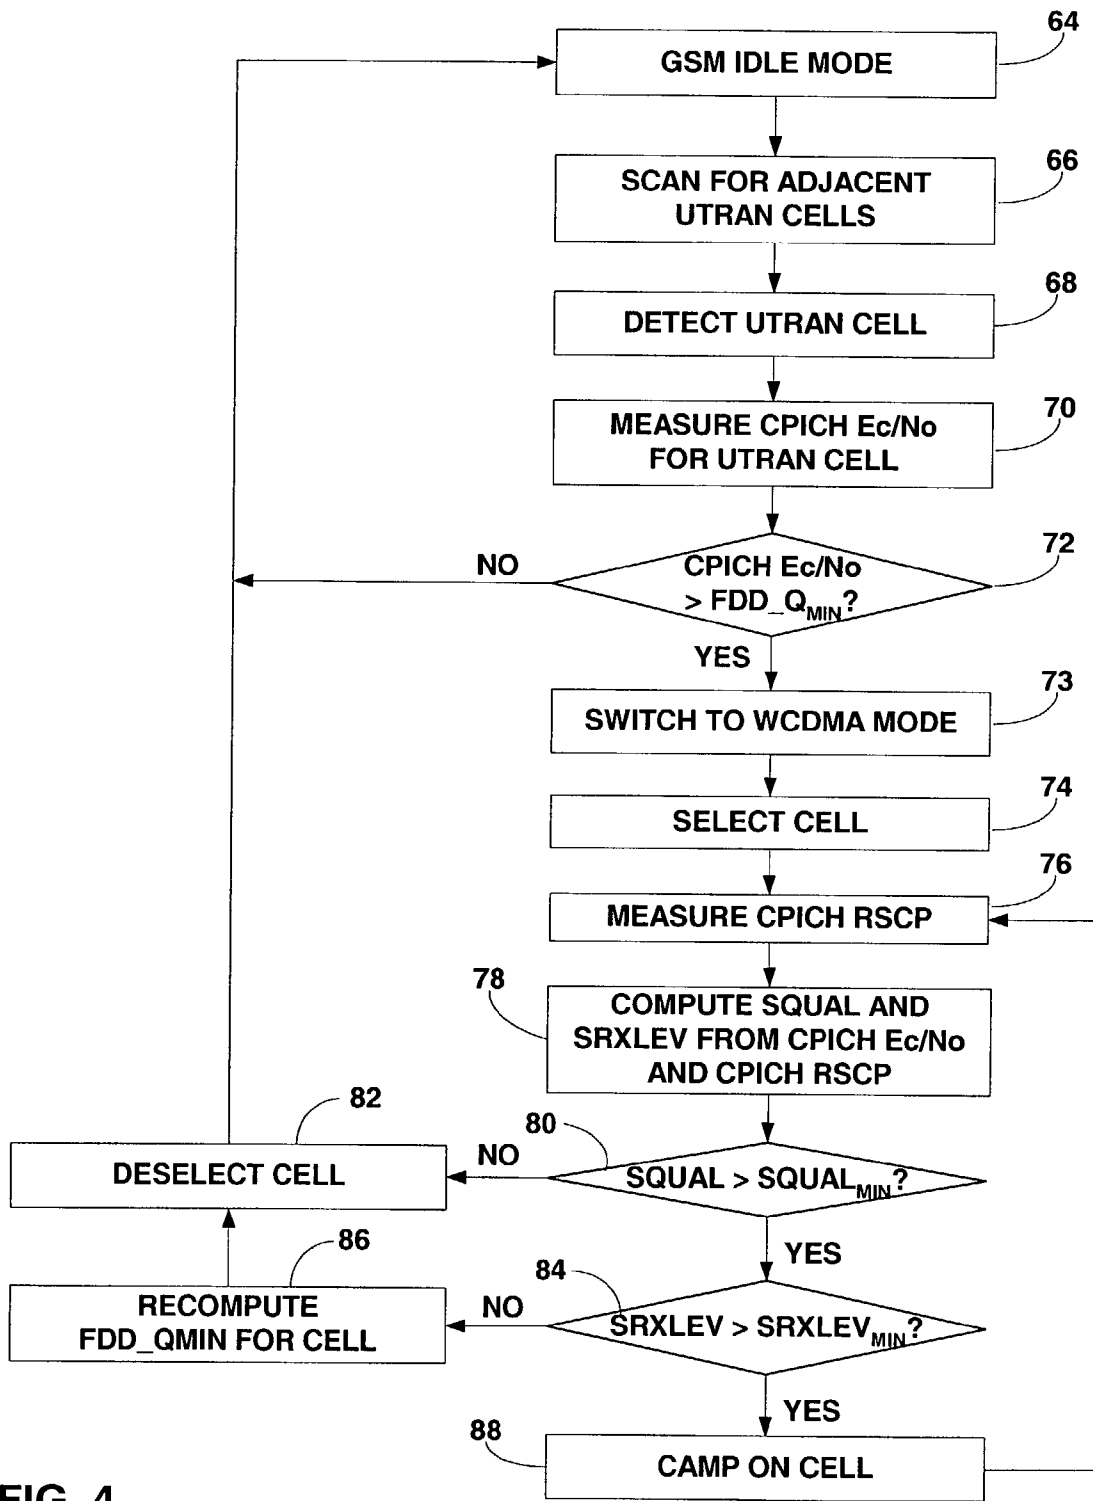 64
GSM IDLE MODE
66
SCAN FOR ADJACENT
UTRAN CELLS
68
DETECT UTRAN CELL
70
MEASURE CPICH Ec/No
FOR UTRAN CELL
72
CPICH Ec/No
> FDD_QMIN?
NO
YES
73
SWITCH TO WCDMA MODE
74
SELECT CELL
76
MEASURE CPICH RSCP
78
COMPUTE SQUAL AND
SRXLEV FROM CPICH Ec/No
AND CPICH RSCP
82
DESELECT CELL
80
NO
SQUAL > SQUALMIN?
YES
86
RECOMPUTE
FDD_QMIN FOR CELL
84
NO
SRXLEV > SRXLEVMIN?
YES
88
CAMP ON CELL
FIG. 4